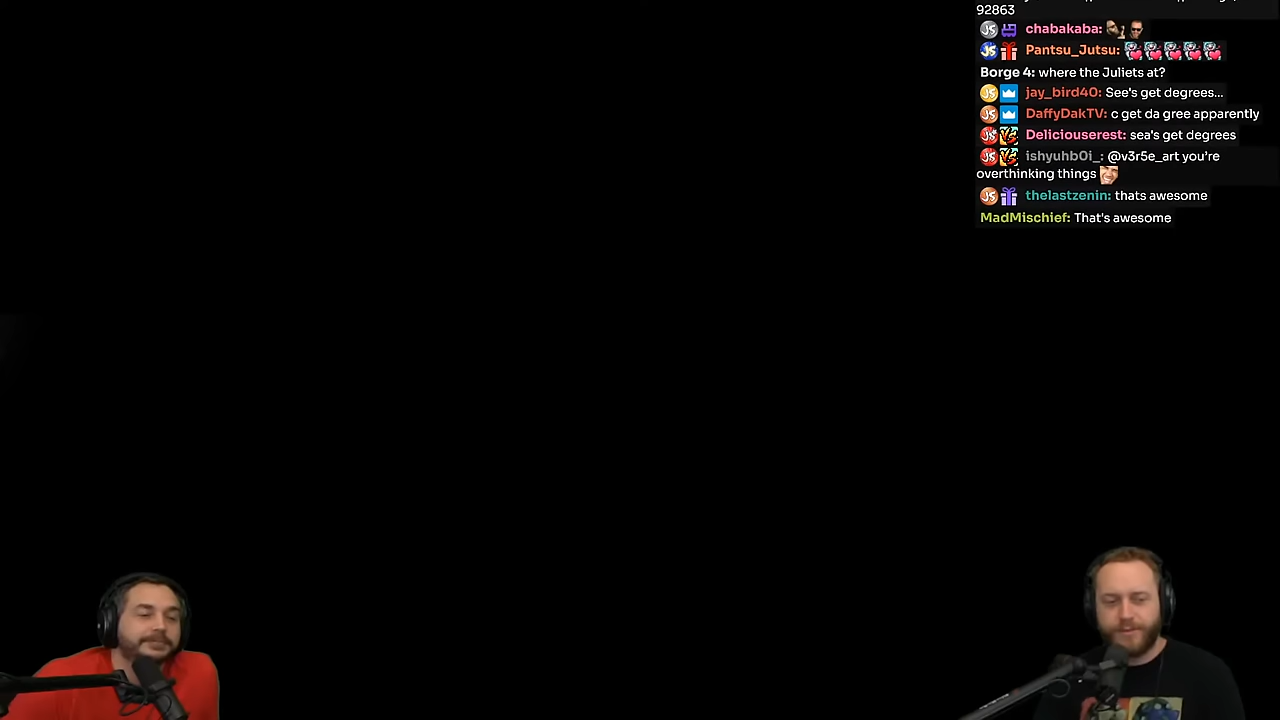 92863
chabakaba:
Pantsu_Jutsu:
Borge 4: where the Juliets at?
jay_bird40: See's get degrees...
DaffyDakTV: c get da gree apparently
Deliciouserest: sea's get degrees
ishyuhb0i_: @v3r5e_art you're
overthinking things
thelastzenin: thats awesome
MadMischief: That's awesome